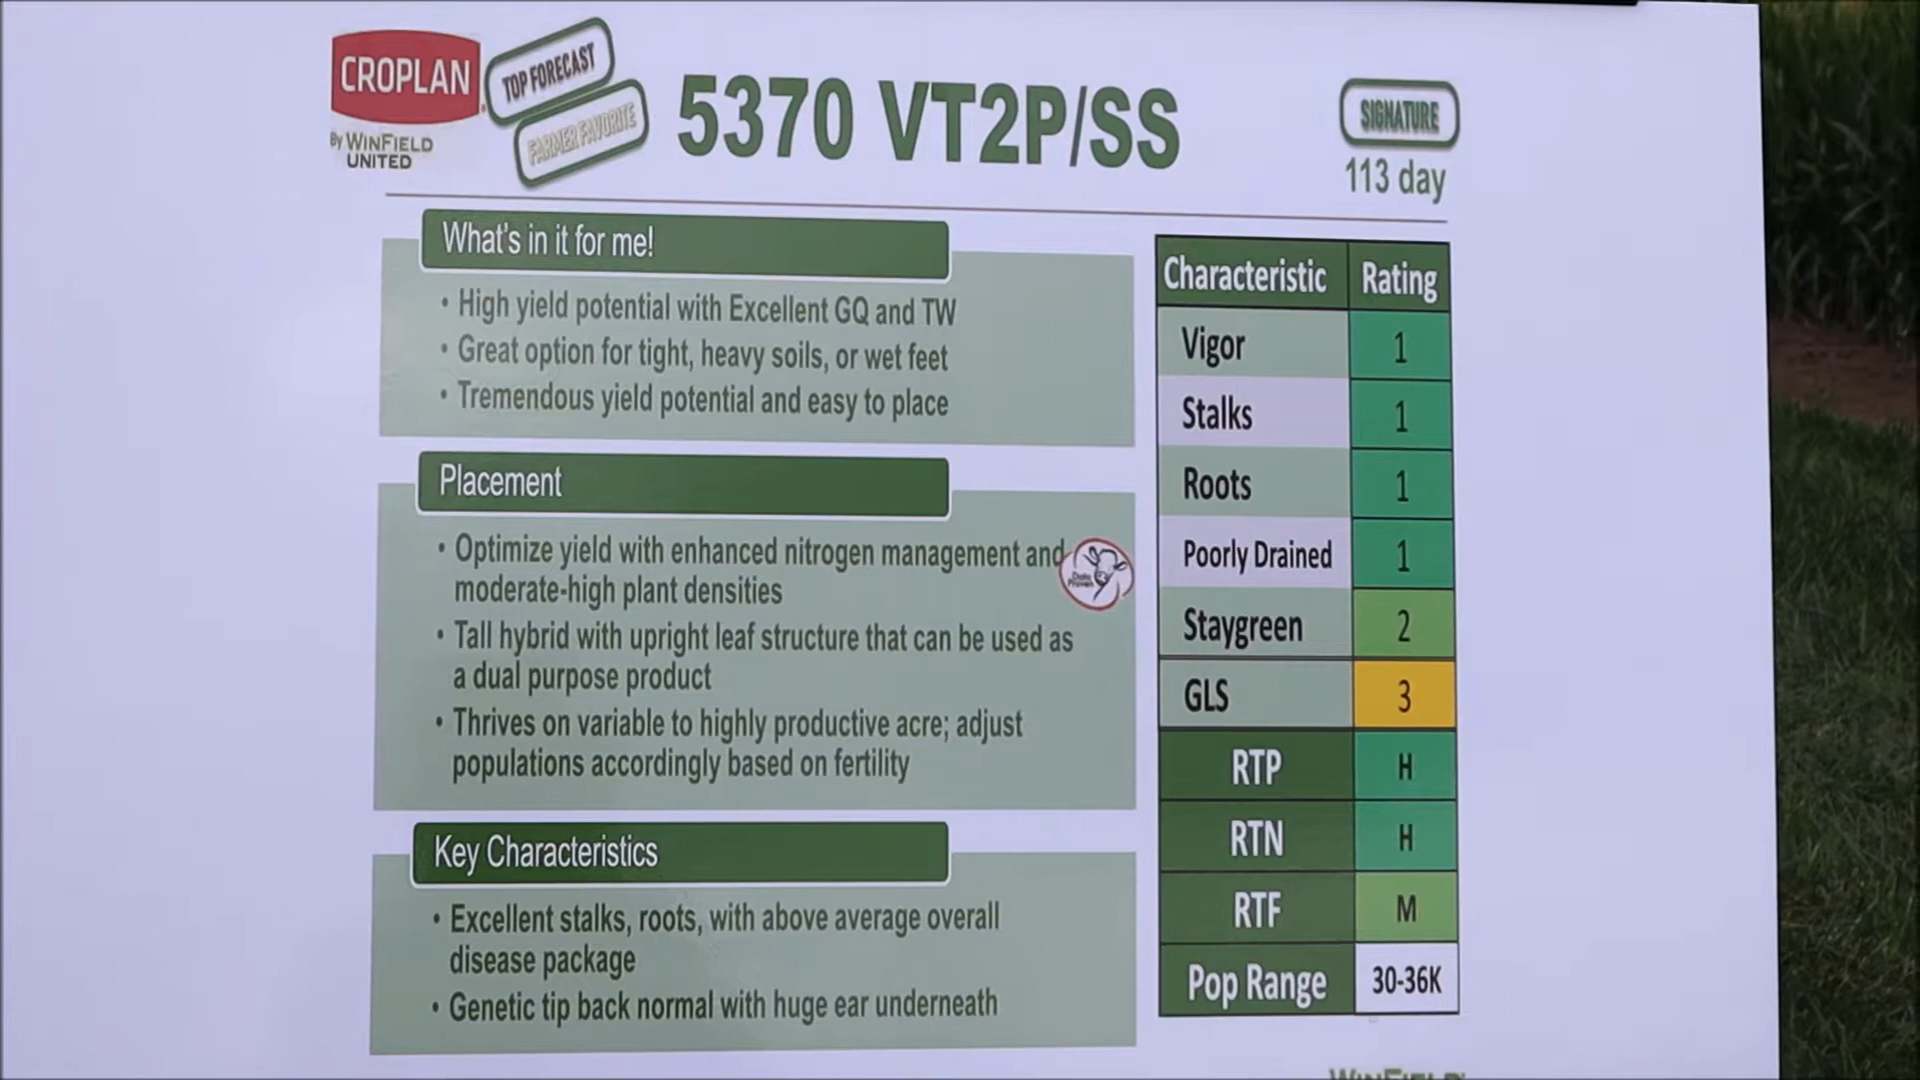 CROPLAN
By WINFIELD
UNITED
TOP FORECAST
FARMER FAVORITE
5370 VT2P/SS
SIGNATURE
113 day
What's in it for me!
• High yield potential with Excellent GQ and TW
• Great option for tight, heavy soils, or wet feet
• Tremendous yield potential and easy to place
Placement
• Optimize yield with enhanced nitrogen management and
moderate-high plant densities
Data
Proven
• Tall hybrid with upright leaf structure that can be used as
a dual purpose product
• Thrives on variable to highly productive acre; adjust
populations accordingly based on fertility
Key Characteristics
• Excellent stalks, roots, with above average overall
disease package
• Genetic tip back normal with huge ear underneath
Characteristic Rating
Vigor 1
Stalks 1
Roots 1
Poorly Drained 1
Staygreen 2
GLS 3
RTP H
RTN H
RTF M
Pop Range 30-36K
WINFIELD